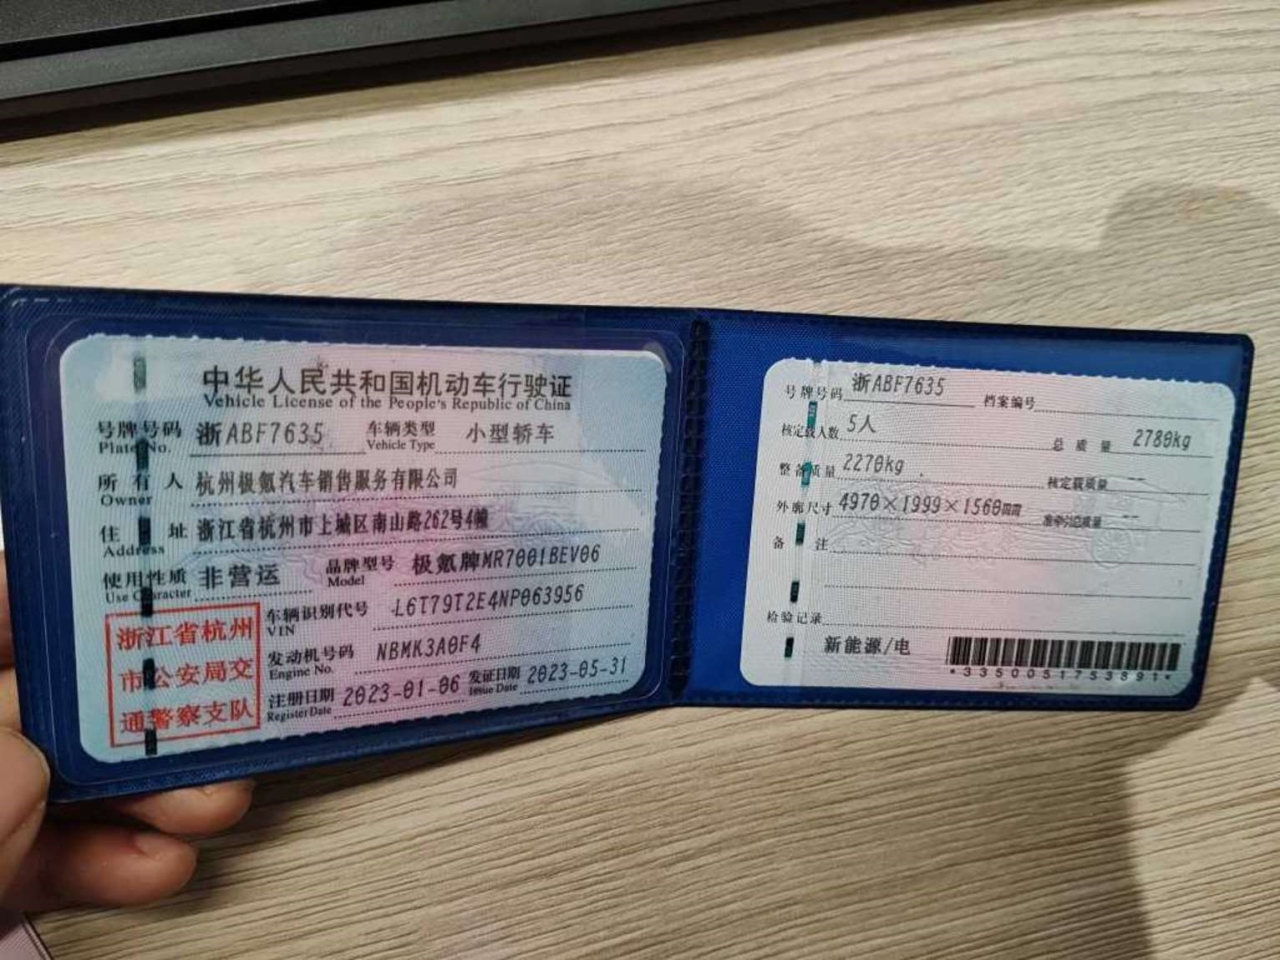 中华人民共和国机动车行驶证
Vehicle License of the People's Republic of China
号牌号码 浙ABF7635 车辆类型 小型轿车
Plate No. Vehicle Type
所有人 杭州极氪汽车销售服务有限公司
Owner
住址 浙江省杭州市上城区南山路262号4幢
Address
使用性质 非营运 品牌型号 极氪牌MR7001BEV06
Use Character Model
浙江省杭州
市公安局交
通警察支队
车辆识别代号 L6T79T2E4NP063956
VIN
发动机号码 NBMK3A0F4
Engine No.
注册日期 2023-01-06 发证日期 2023-05-31
Register Date Issue Date
号牌号码 浙ABF7635 档案编号
核定载人数 5人 总质量 2780kg
整备质量 2270kg 核定载质量 --
外廓尺寸 4970×1999×1560mm 准牵引总质量 --
备注
检验记录
新能源/电
*3350051753891*